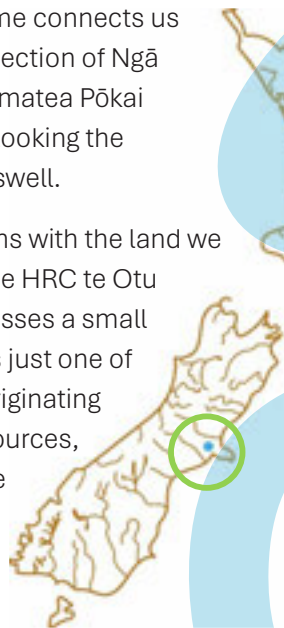 me connects us
ection of Ngā
matea Pōkai
ooking the
swell.
ns with the land we
e HRC te Otu
sses a small
s just one of
riginating
ources,
e